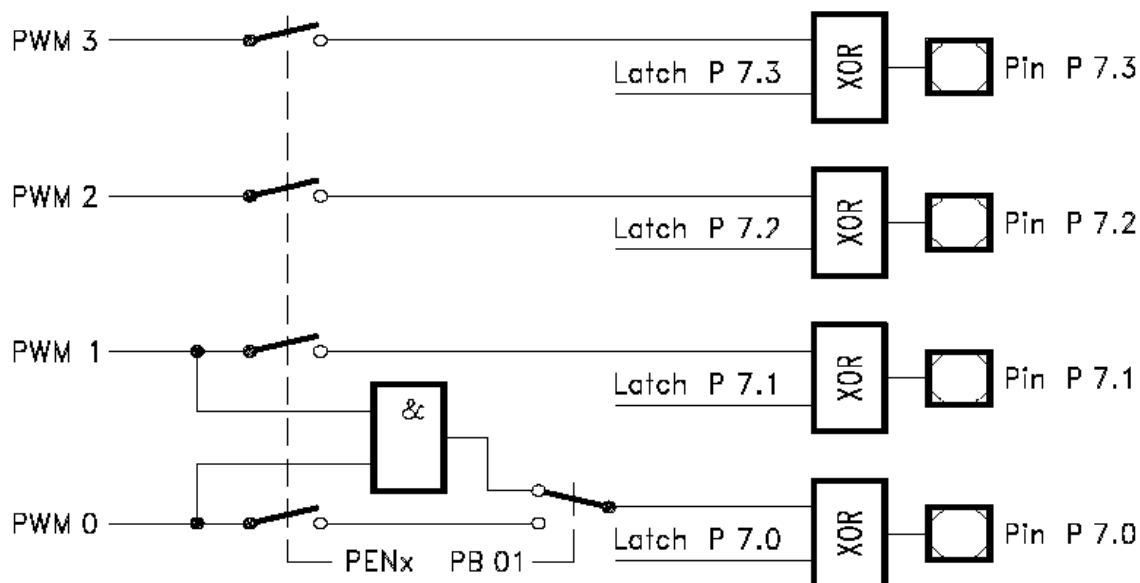 PWM 3
XOR
Pin P 7.3
Latch P 7.3
PWM 2
XOR
Pin P 7.2
Latch P 7.2
PWM 1
XOR
Pin P 7.1
Latch P 7.1
&
PWM 0
XOR
Pin P 7.0
Latch P 7.0
PENx PB 01